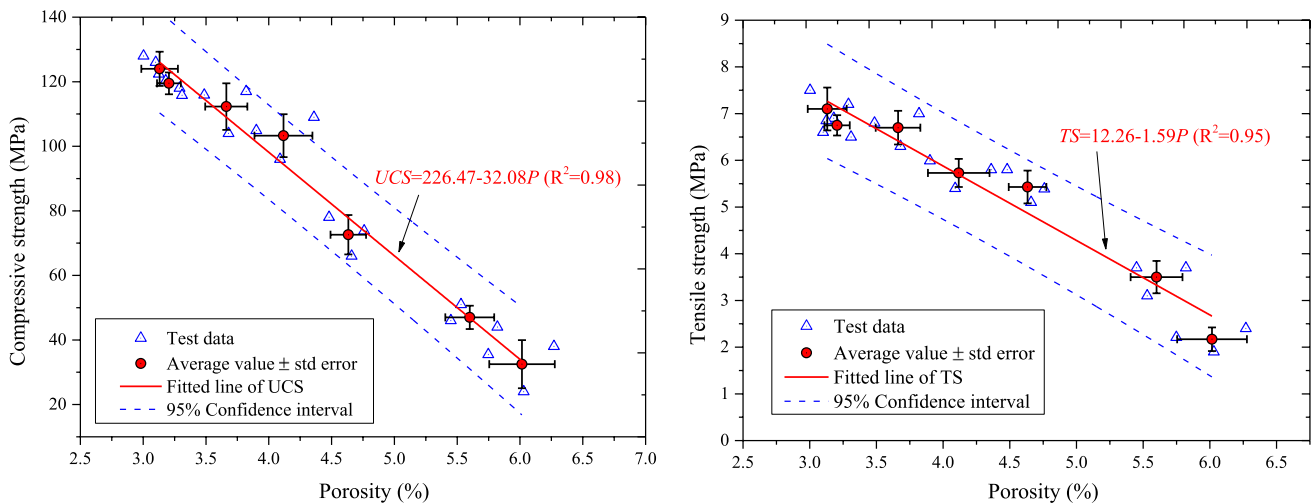 140
120
100
80
60
40
20
Compressive strength (MPa)
UCS=226.47-32.08P (R²=0.98)
Test data
Average value ± std error
Fitted line of UCS
95% Confidence interval
2.5 3.0 3.5 4.0 4.5 5.0 5.5 6.0 6.5 7.0
Porosity (%)
9
8
7
6
5
4
3
2
1
0
Tensile strength (MPa)
TS=12.26-1.59P (R²=0.95)
Test data
Average value ± std error
Fitted line of TS
95% Confidence interval
2.5 3.0 3.5 4.0 4.5 5.0 5.5 6.0 6.5
Porosity (%)